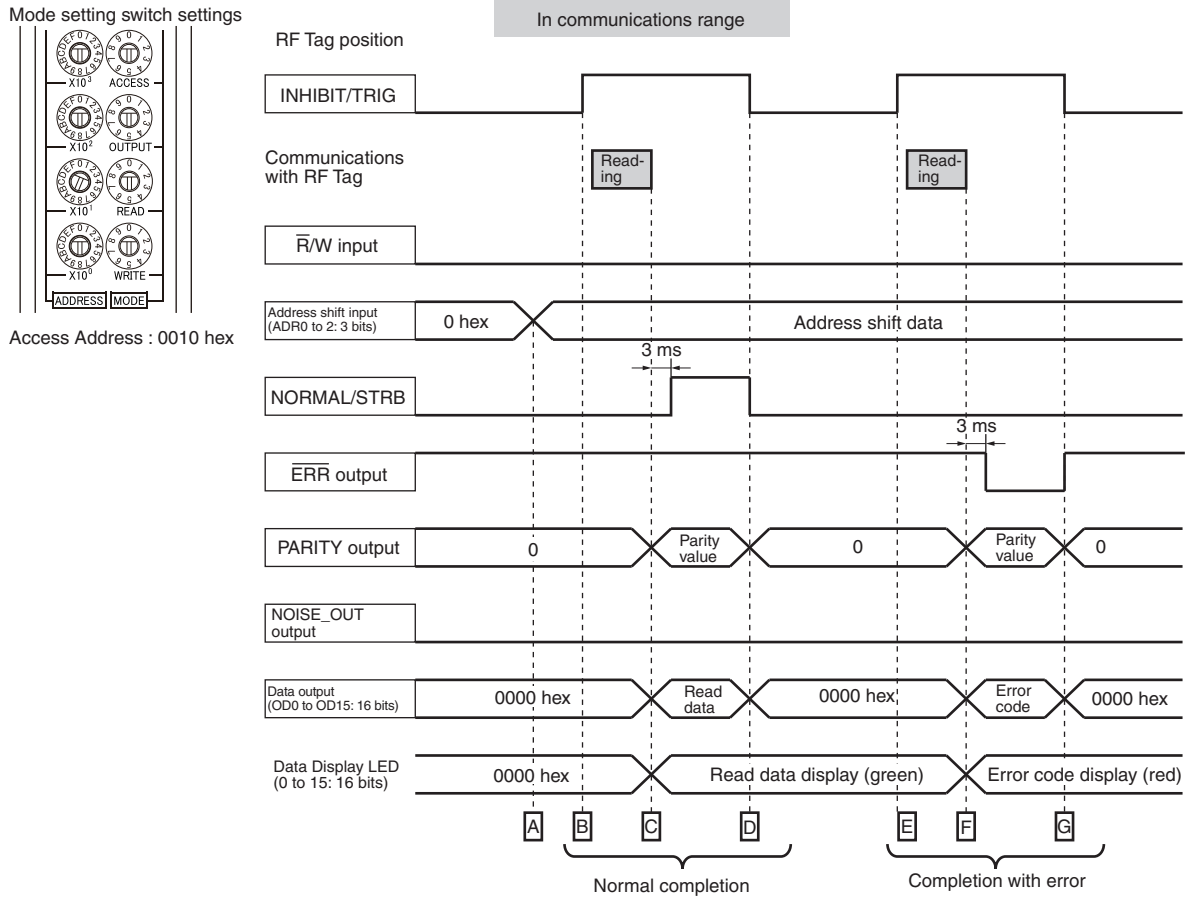 Mode setting switch settings
X10³ ACCESS
X10² OUTPUT
X10¹ READ
X10⁰ WRITE
ADDRESS MODE
Access Address : 0010 hex
In communications range
RF Tag position
INHIBIT/TRIG
Communications
with RF Tag
Read-
ing
Read-
ing
R̅/W input
Address shift input
(ADR0 to 2: 3 bits)
0 hex
Address shift data
3 ms
NORMAL/STRB
3 ms
E̅R̅R̅ output
PARITY output
0
Parity
value
0
Parity
value
0
NOISE_OUT
output
Data output
(OD0 to OD15: 16 bits)
0000 hex
Read
data
0000 hex
Error
code
0000 hex
Data Display LED
(0 to 15: 16 bits)
0000 hex
Read data display (green)
Error code display (red)
A B C D E F G
Normal completion
Completion with error